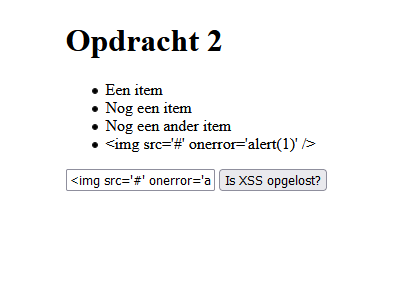 Opdracht 2
Een item
Nog een item
Nog een ander item
<img src='#' onerror='alert(1)' />
<img src='#' onerror='a Is XSS opgelost?